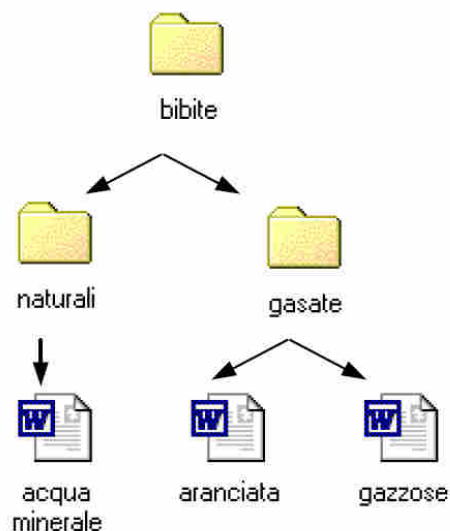 bibite
naturali
gasate
W
W
W
acqua
minerale
aranciata
gazzose